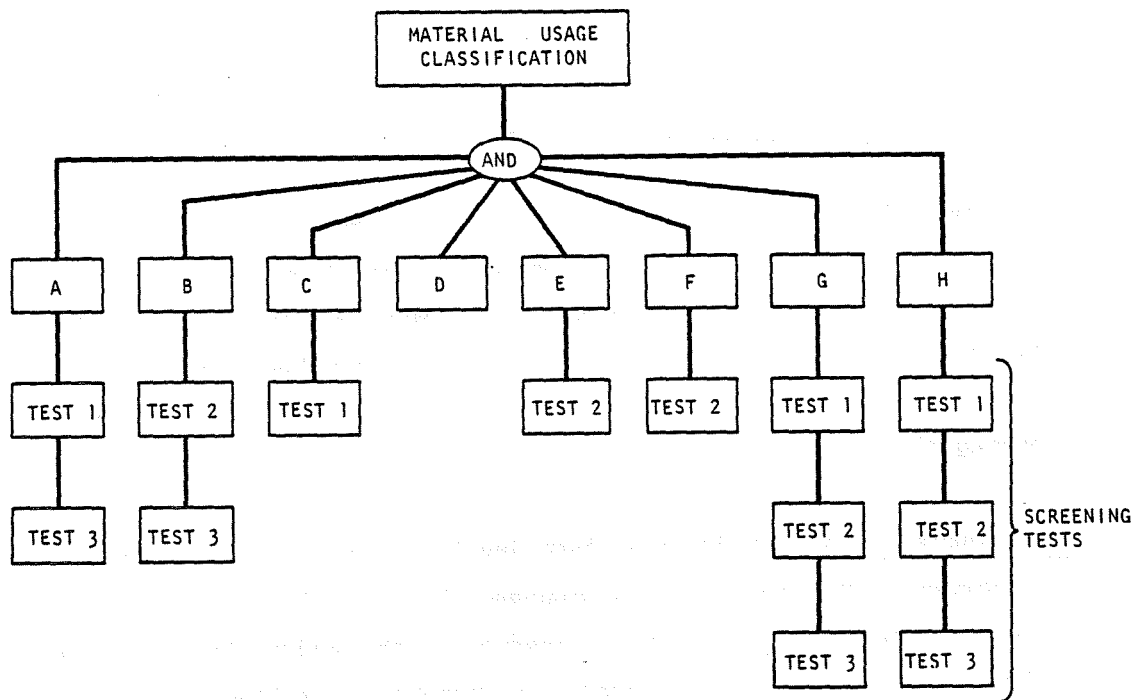 MATERIAL USAGE
CLASSIFICATION
AND
A
B
C
D
E
F
G
H
TEST 1
TEST 2
TEST 1
TEST 2
TEST 2
TEST 1
TEST 1
TEST 3
TEST 3
TEST 2
TEST 2
SCREENING
TESTS
TEST 3
TEST 3